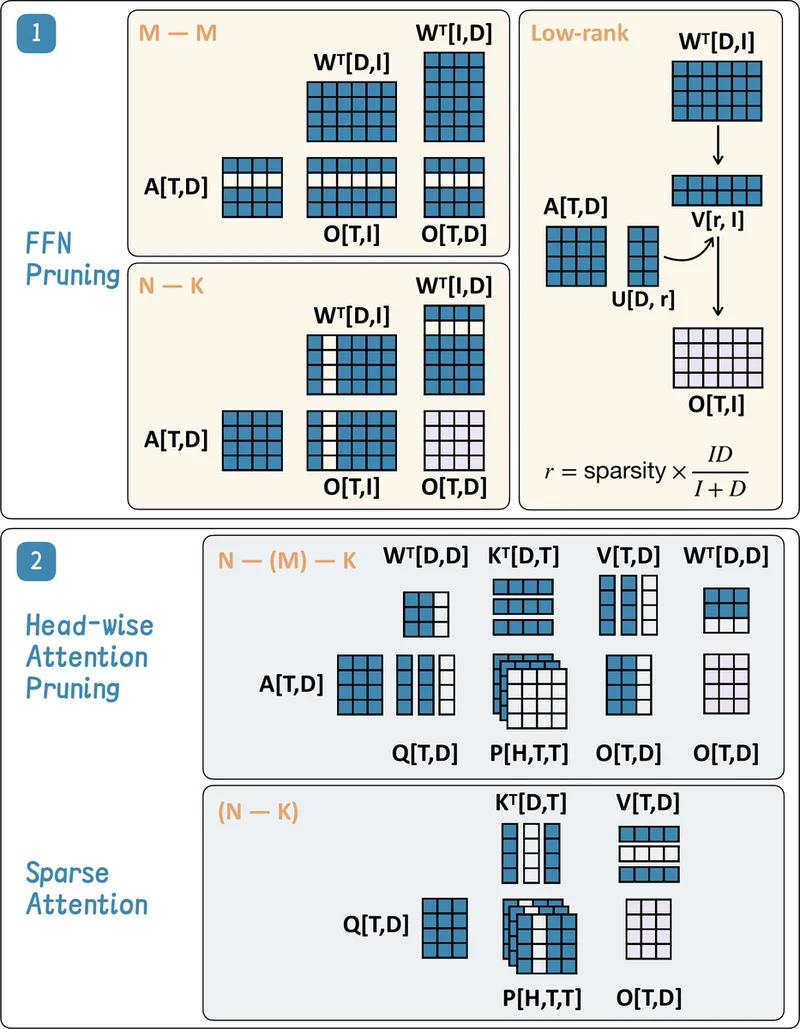 1
FFN
Pruning
M — M
Wᵀ[D,I]
Wᵀ[I,D]
A[T,D]
O[T,I]
O[T,D]
N — K
Wᵀ[D,I]
Wᵀ[I,D]
A[T,D]
O[T,I]
O[T,D]
Low-rank
Wᵀ[D,I]
V[r, I]
A[T,D]
U[D, r]
O[T,I]
r = sparsity × ID / I + D
2
Head-wise
Attention
Pruning
N — (M) — K
Wᵀ[D,D]
Kᵀ[D,T]
V[T,D]
Wᵀ[D,D]
A[T,D]
Q[T,D]
P[H,T,T]
O[T,D]
O[T,D]
Sparse
Attention
(N — K)
Kᵀ[D,T]
V[T,D]
Q[T,D]
P[H,T,T]
O[T,D]